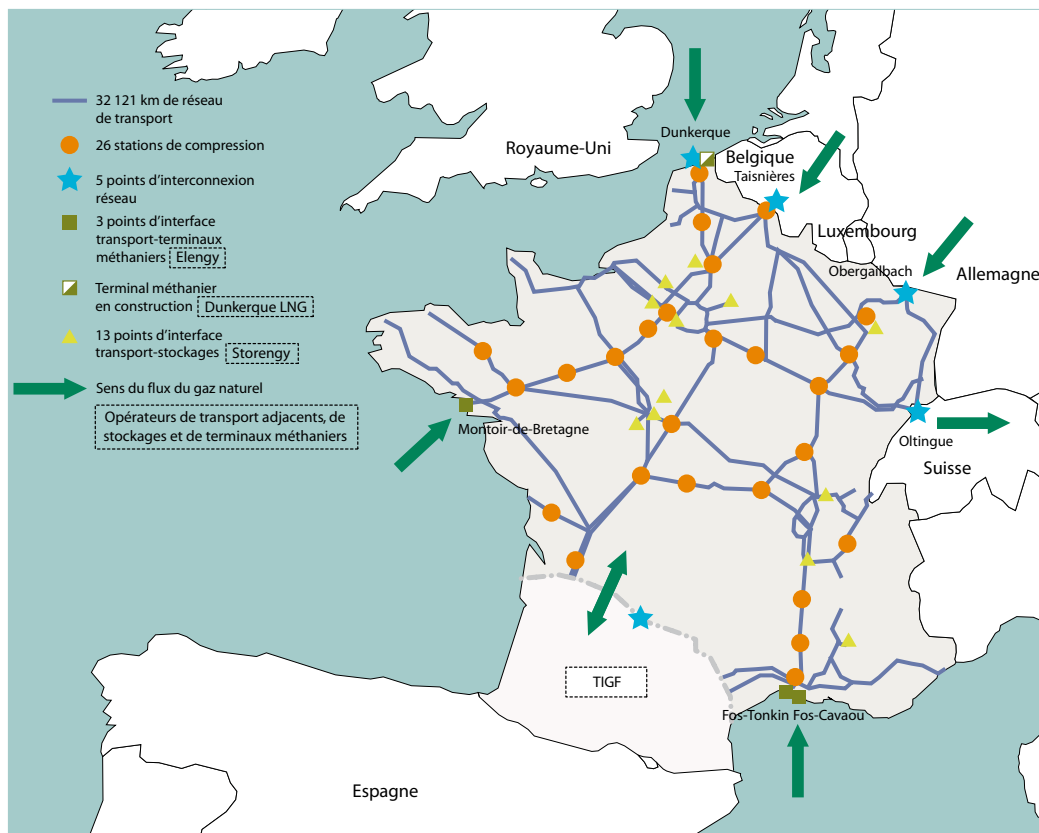 32 121 km de réseau
de transport
26 stations de compression
5 points d'interconnexion
réseau
3 points d'interface
transport-terminaux
méthaniers Elengy
Terminal méthanier
en construction Dunkerque LNG
13 points d'interface
transport-stockages Storengy
Sens du flux du gaz naturel
Opérateurs de transport adjacents, de
stockages et de terminaux méthaniers
Royaume-Uni
Dunkerque
Belgique
Taisnières
Luxembourg
Obergailbach
Allemagne
Montoir-de-Bretagne
Oltingue
Suisse
TIGF
Fos-Tonkin Fos-Cavaou
Espagne